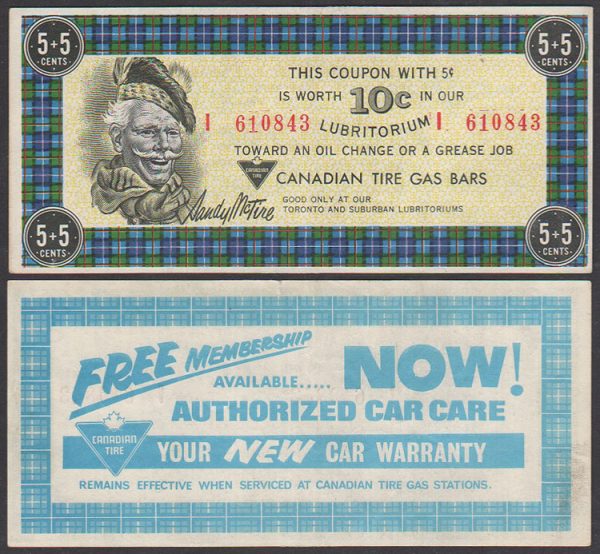 5+5
CENTS
5+5
CENTS
THIS COUPON WITH 5¢
IS WORTH 10c IN OUR
LUBRITORIUM
I 610843
I 610843
TOWARD AN OIL CHANGE OR A GREASE JOB
CANADIAN
TIRE
CANADIAN TIRE GAS BARS
Sandy McTire
GOOD ONLY AT OUR
TORONTO AND SUBURBAN LUBRITORIUMS
5+5
CENTS
5+5
CENTS
FREE MEMBERSHIP
AVAILABLE..... NOW!
AUTHORIZED CAR CARE
CANADIAN
TIRE
YOUR NEW CAR WARRANTY
REMAINS EFFECTIVE WHEN SERVICED AT CANADIAN TIRE GAS STATIONS.